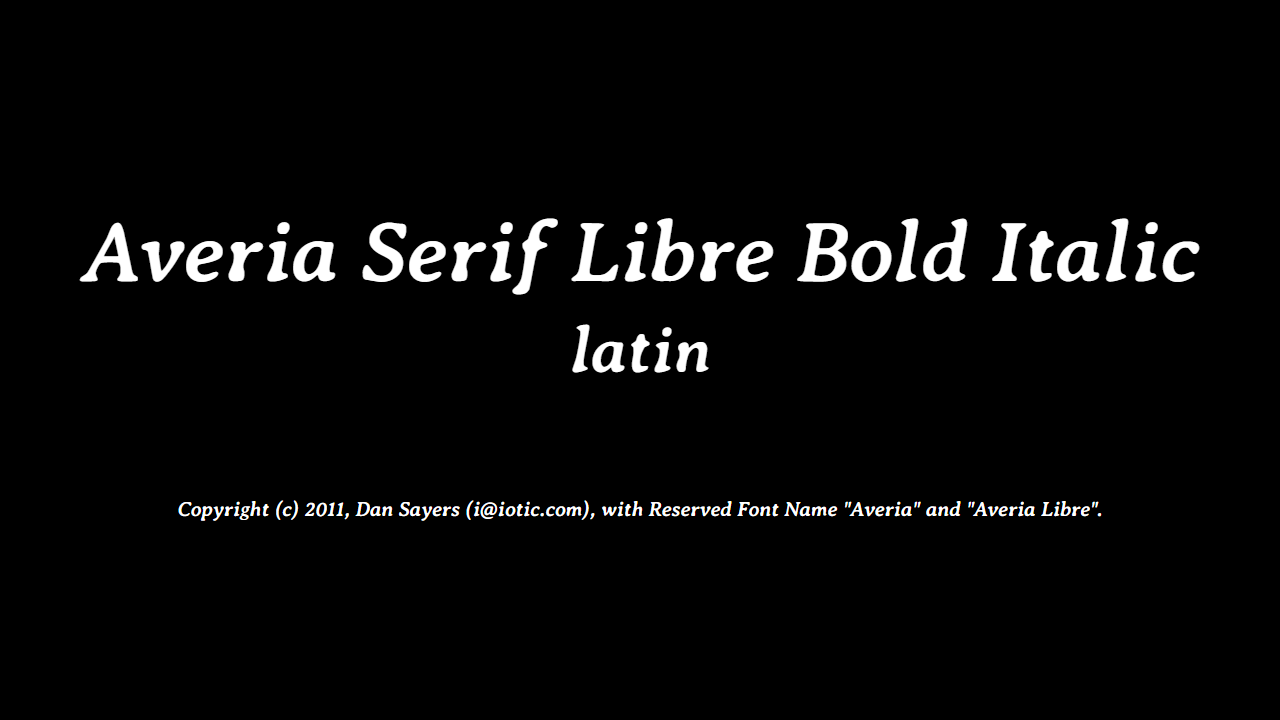 Averia Serif Libre Bold Italic
latin
Copyright (c) 2011, Dan Sayers (i@iotic.com), with Reserved Font Name "Averia" and "Averia Libre".